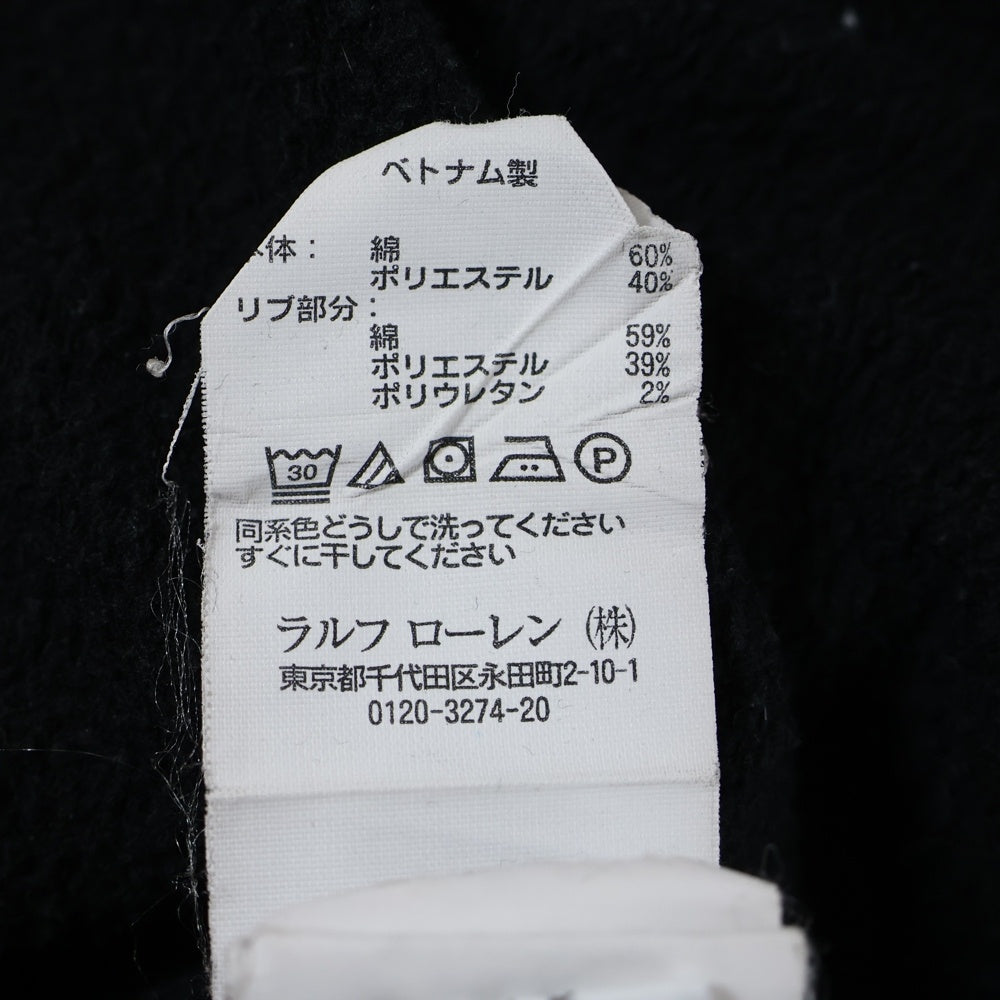 ベトナム製
体： 綿 60%
ポリエステル 40%
リブ部分：
綿 59%
ポリエステル 39%
ポリウレタン 2%
30 P
同系色どうしで洗ってください
すぐに干してください
ラルフ ローレン（株）
東京都千代田区永田町2-10-1
0120-3274-20